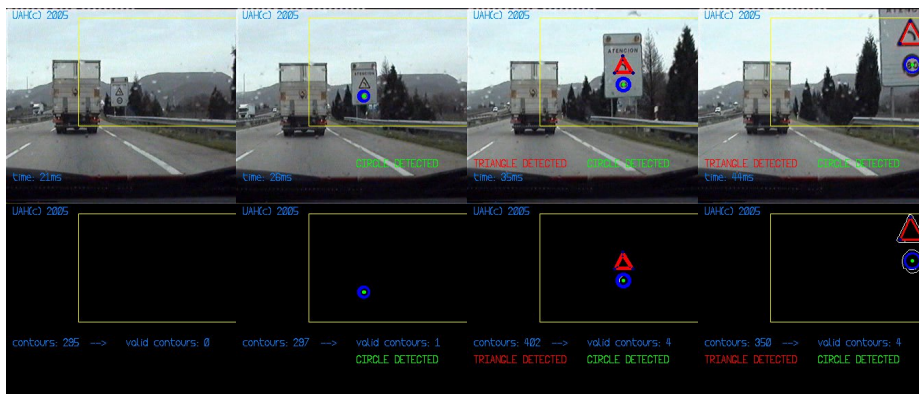 UAH(c) 2005
time: 21ms
UAH(c) 2005
ATENCION
CIRCLE DETECTED
time: 26ms
UAH(c) 2005
ATENCION
TRIANGLE DETECTED CIRCLE DETECTED
time: 35ms
UAH(c) 2005
TRIANGLE DETECTED CIRCLE DETECTED
time: 44ms
UAH(c) 2005
contours: 295 --> valid contours: 0
UAH(c) 2005
contours: 297 --> valid contours: 1
CIRCLE DETECTED
UAH(c) 2005
contours: 402 --> valid contours: 4
TRIANGLE DETECTED CIRCLE DETECTED
UAH(c) 2005
contours: 350 --> valid contours: 4
TRIANGLE DETECTED CIRCLE DETECTED